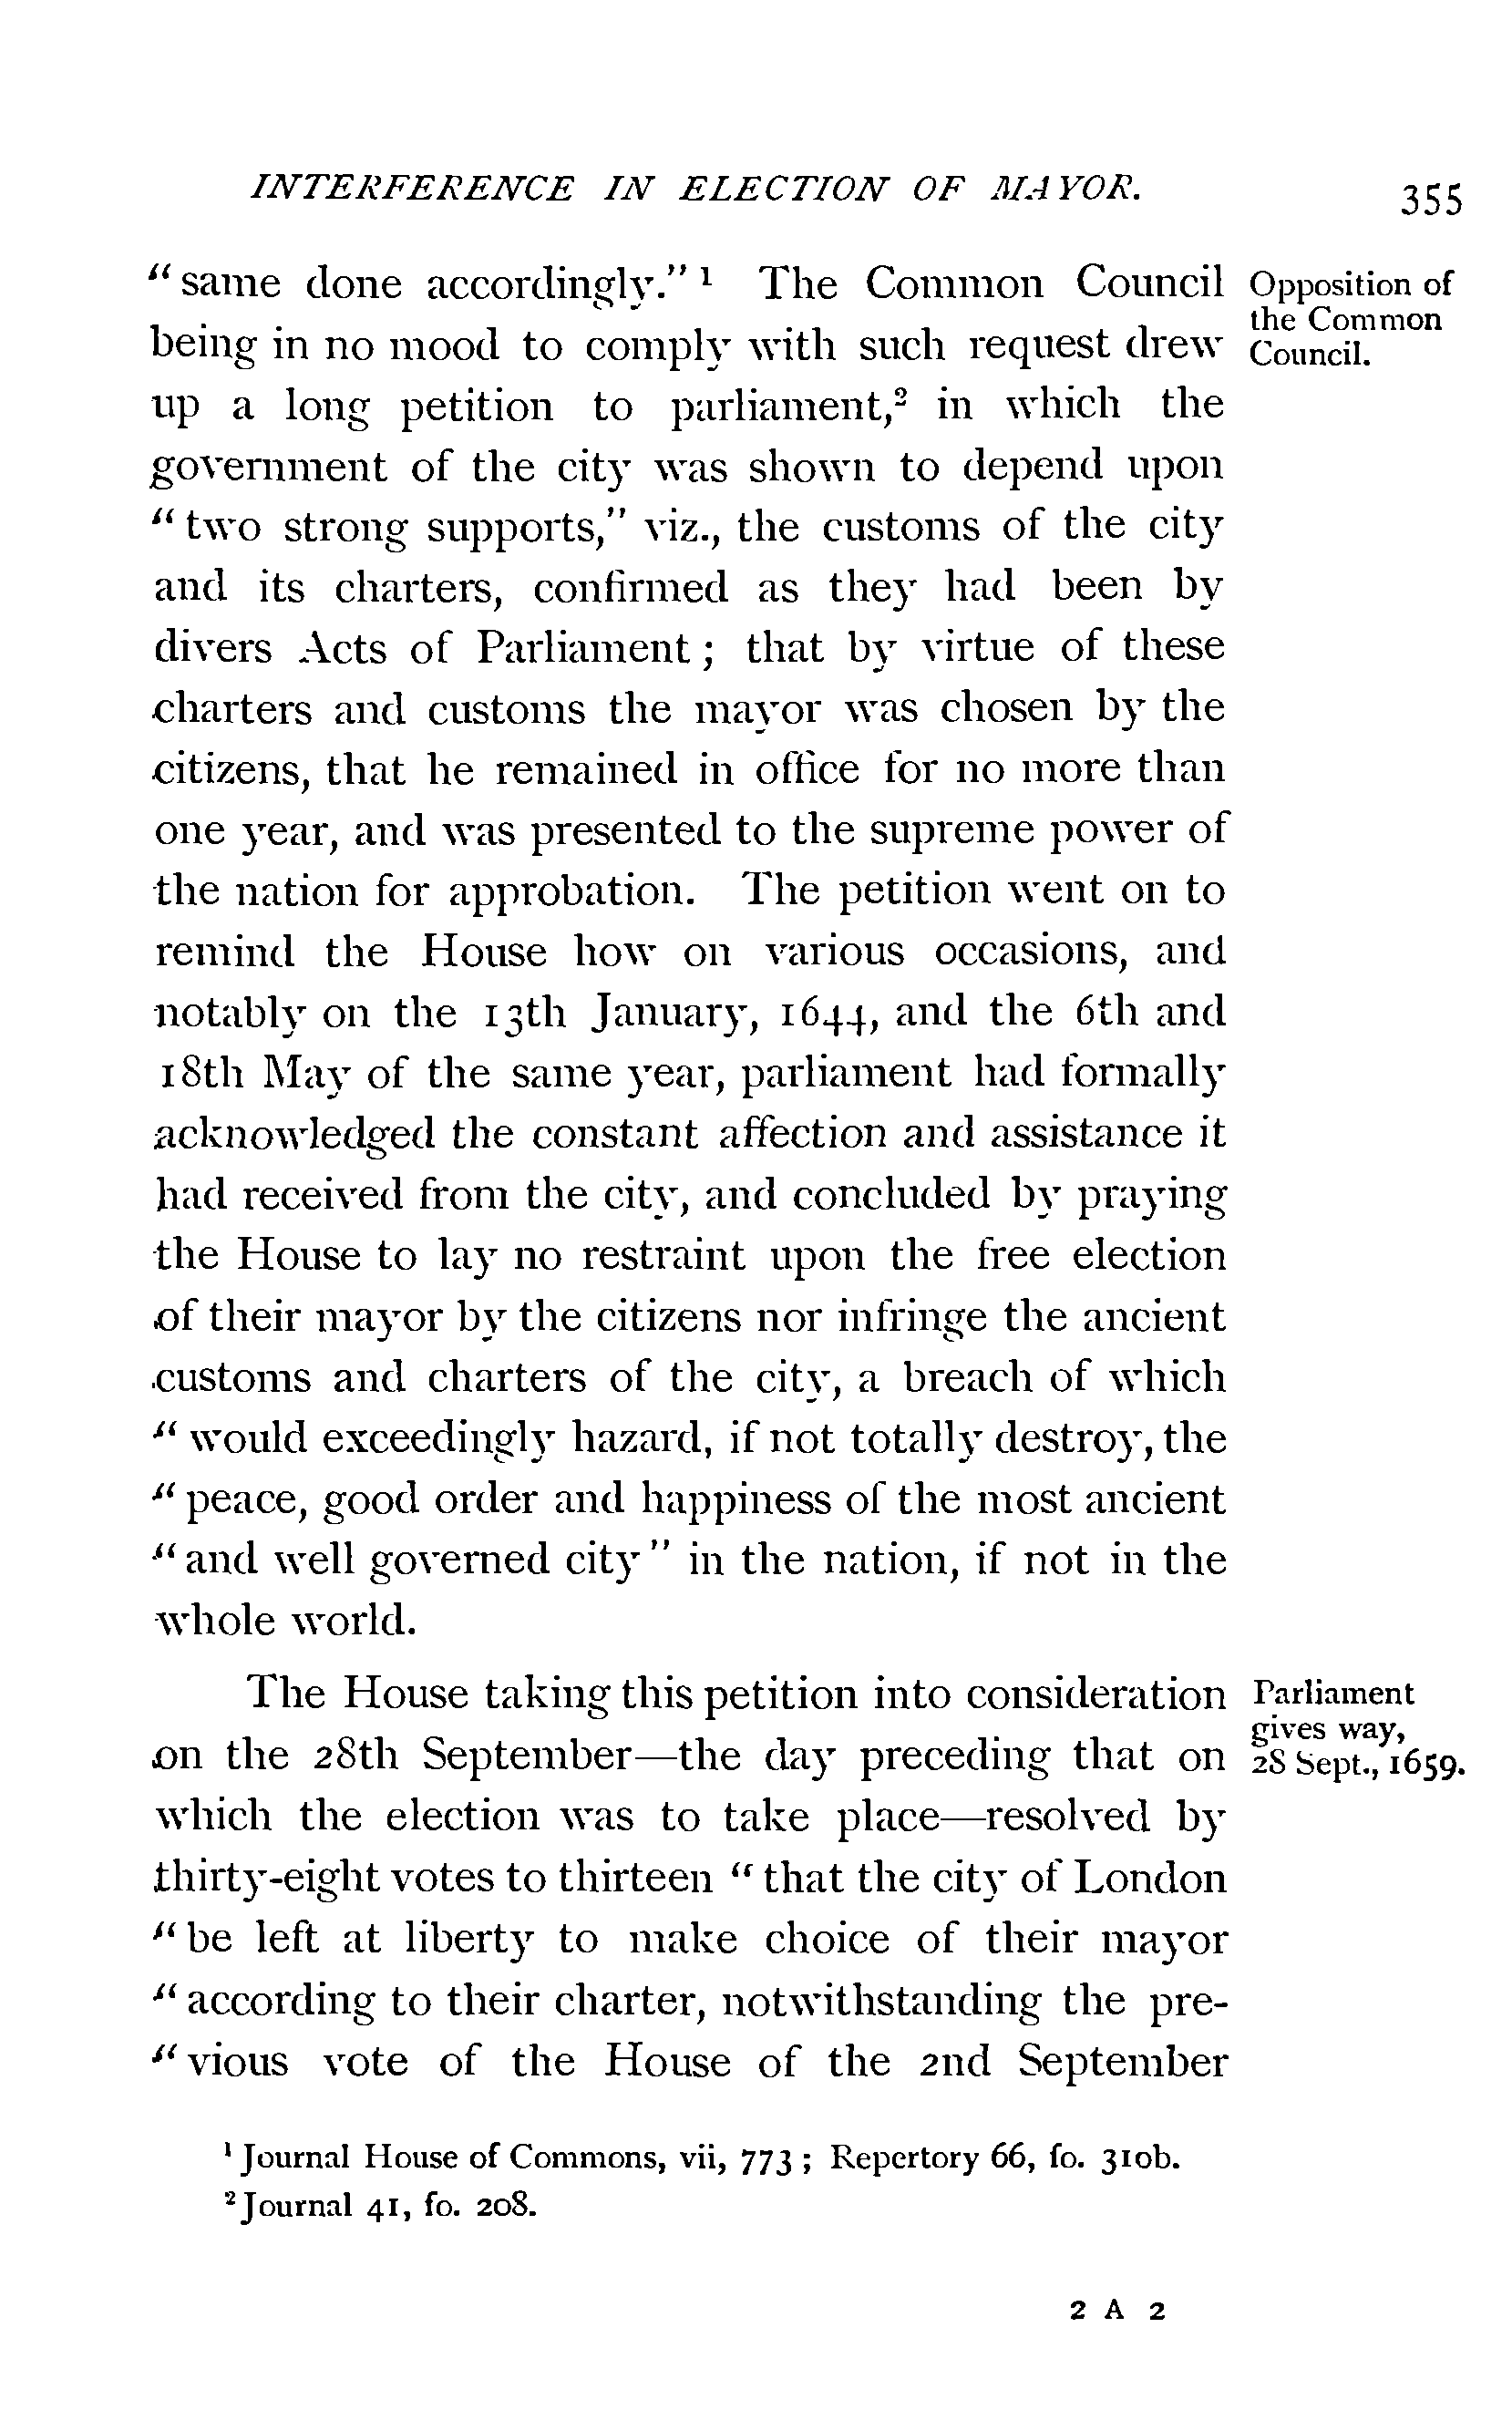 INTERFERENCE IN ELECTION OF MAYOR. 355
"same done accordingly." ¹ The Common Council
being in no mood to comply with such request drew
up a long petition to parliament,² in which the
government of the city was shown to depend upon
"two strong supports," viz., the customs of the city
and its charters, confirmed as they had been by
divers Acts of Parliament; that by virtue of these
charters and customs the mayor was chosen by the
citizens, that he remained in office for no more than
one year, and was presented to the supreme power of
the nation for approbation. The petition went on to
remind the House how on various occasions, and
notably on the 13th January, 1644, and the 6th and
18th May of the same year, parliament had formally
acknowledged the constant affection and assistance it
had received from the city, and concluded by praying
the House to lay no restraint upon the free election
of their mayor by the citizens nor infringe the ancient
customs and charters of the city, a breach of which
"would exceedingly hazard, if not totally destroy, the
"peace, good order and happiness of the most ancient
"and well governed city" in the nation, if not in the
whole world.
Opposition of
the Common
Council.
The House taking this petition into consideration
on the 28th September—the day preceding that on
which the election was to take place—resolved by
thirty-eight votes to thirteen "that the city of London
"be left at liberty to make choice of their mayor
"according to their charter, notwithstanding the pre-
"vious vote of the House of the 2nd September
Parliament
gives way,
28 Sept., 1659.
¹ Journal House of Commons, vii, 773; Repertory 66, fo. 310b.
² Journal 41, fo. 208.
2 A 2